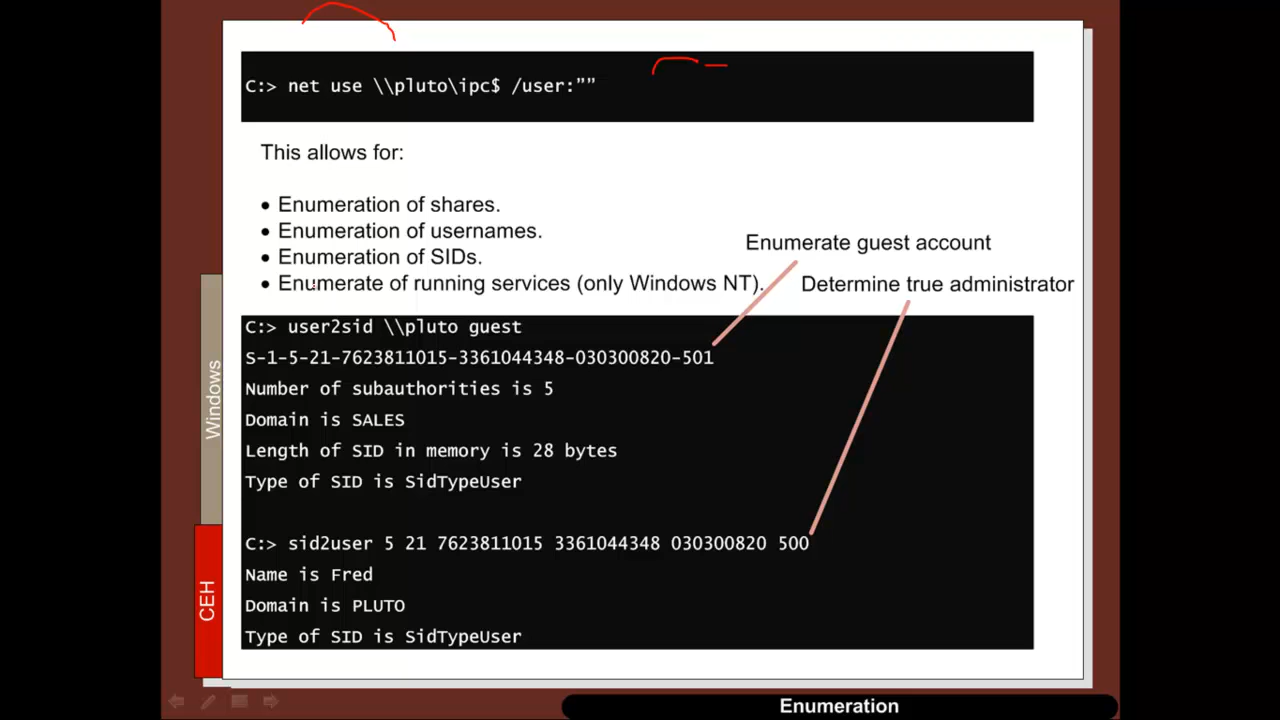 C:> net use \\pluto\ipc$ /user:””
This allows for:
• Enumeration of shares.
• Enumeration of usernames.
• Enumeration of SIDs.
• Enumerate of running services (only Windows NT).
Enumerate guest account
Determine true administrator
C:> user2sid \\pluto guest
S-1-5-21-7623811015-3361044348-030300820-501
Number of subauthorities is 5
Domain is SALES
Length of SID in memory is 28 bytes
Type of SID is SidTypeUser
C:> sid2user 5 21 7623811015 3361044348 030300820 500
Name is Fred
Domain is PLUTO
Type of SID is SidTypeUser
Windows
CEH
Enumeration